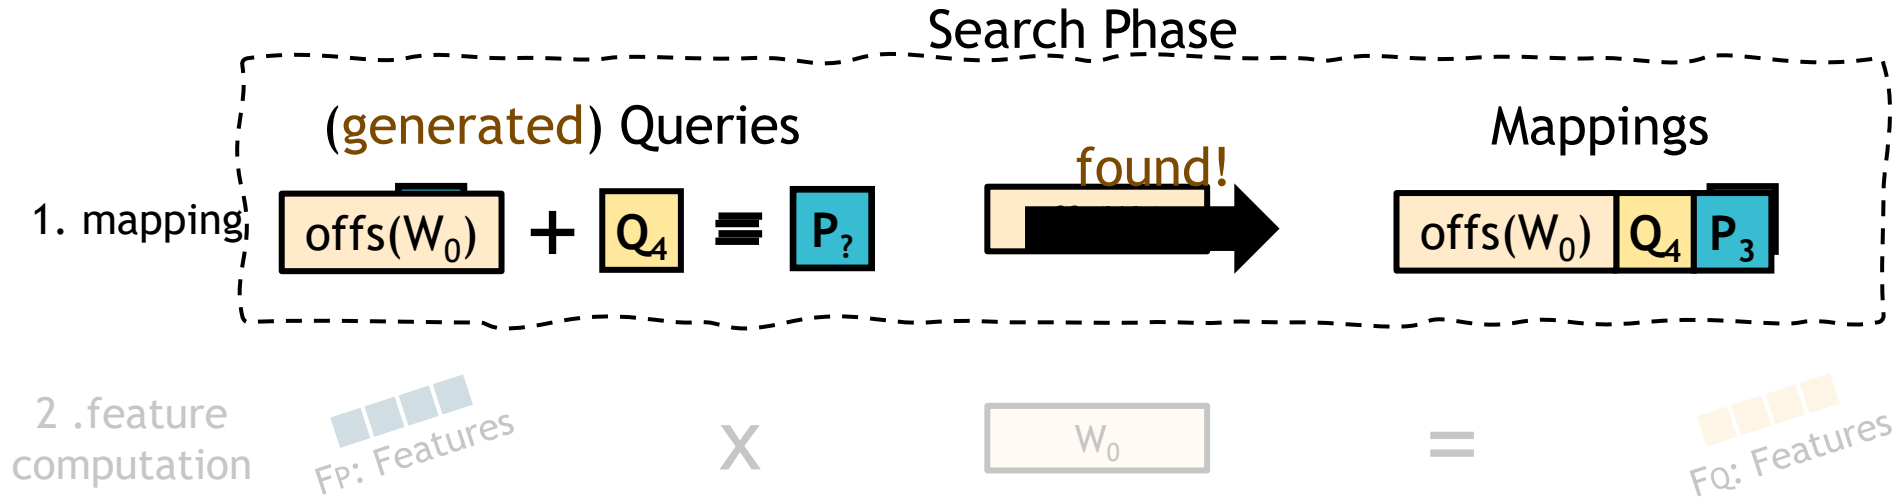 Search Phase
(generated) Queries
found!
Mappings
1. mapping
offs(W0) + Q4 = P?
offs(W0) Q4 P3
2 .feature
computation
FP: Features
x
W0
=
FQ: Features